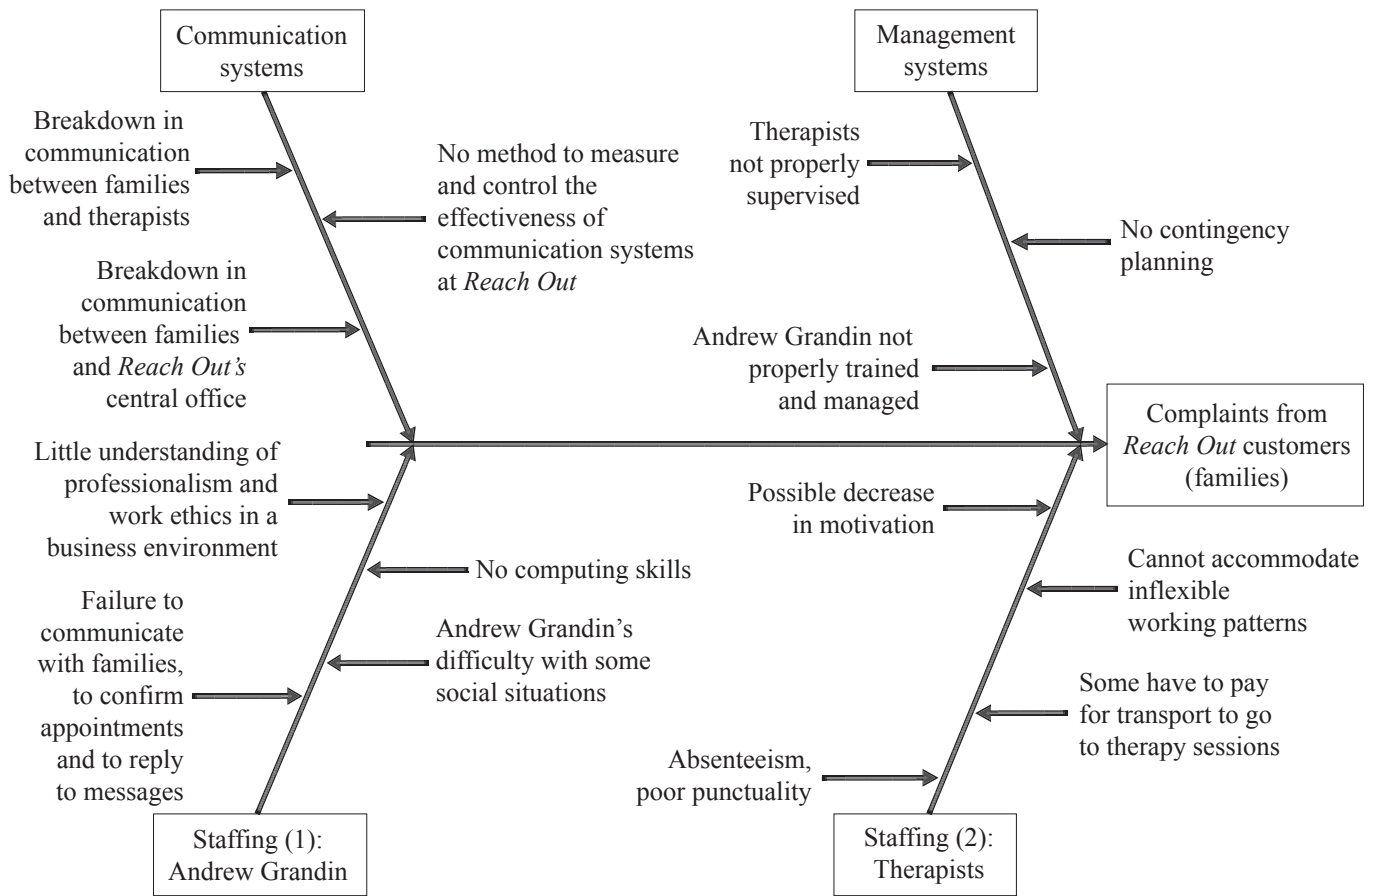 Communication
systems
Management
systems
Breakdown in
communication
between families
and therapists
No method to measure
and control the
effectiveness of
communication systems
at Reach Out
Therapists
not properly
supervised
No contingency
planning
Breakdown in
communication
between families
and Reach Out's
central office
Andrew Grandin not
properly trained
and managed
Complaints from
Reach Out customers
(families)
Little understanding of
professionalism and
work ethics in a
business environment
Possible decrease
in motivation
No computing skills
Cannot accommodate
inflexible
working patterns
Failure to
communicate
with families,
to confirm
appointments
and to reply
to messages
Andrew Grandin's
difficulty with some
social situations
Some have to pay
for transport to go
to therapy sessions
Absenteeism,
poor punctuality
Staffing (1):
Andrew Grandin
Staffing (2):
Therapists